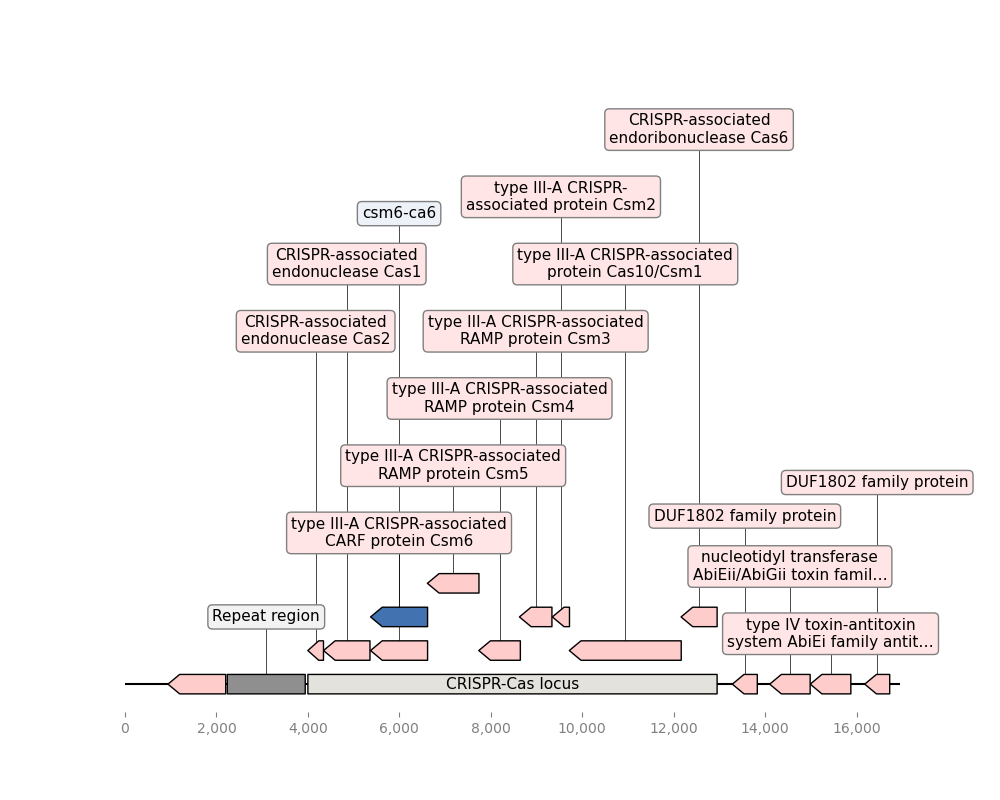 CRISPR-associated
endoribonuclease Cas6
type III-A CRISPR-
associated protein Csm2
csm6-ca6
CRISPR-associated
endonuclease Cas1
type III-A CRISPR-associated
protein Cas10/Csm1
CRISPR-associated
endonuclease Cas2
type III-A CRISPR-associated
RAMP protein Csm3
type III-A CRISPR-associated
RAMP protein Csm4
type III-A CRISPR-associated
RAMP protein Csm5
DUF1802 family protein
type III-A CRISPR-associated
CARF protein Csm6
DUF1802 family protein
nucleotidyl transferase
AbiEii/AbiGii toxin famil…
Repeat region
type IV toxin-antitoxin
system AbiEi family antit…
CRISPR-Cas locus
0 2,000 4,000 6,000 8,000 10,000 12,000 14,000 16,000